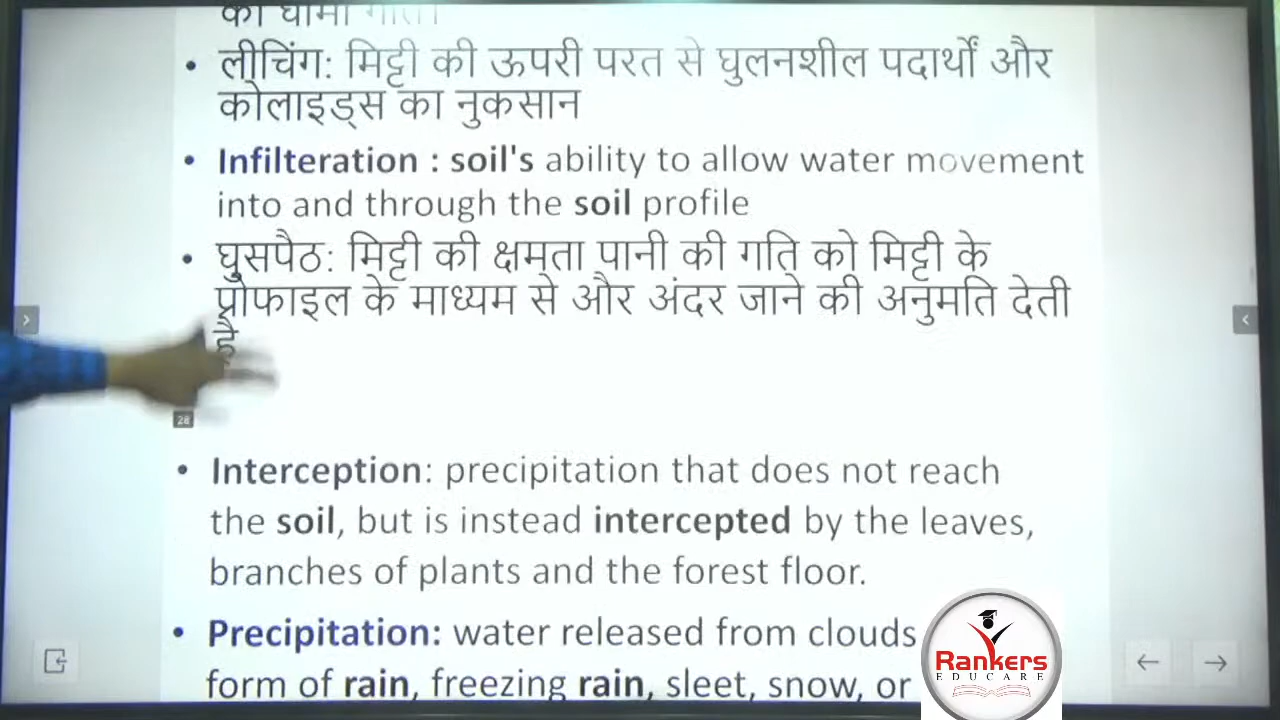 की धीमी गति।
• लीचिंग: मिट्टी की ऊपरी परत से घुलनशील पदार्थों और
कोलाइड्स का नुकसान
• Infilteration : soil's ability to allow water movement
into and through the soil profile
• घुसपैठ: मिट्टी की क्षमता पानी की गति को मिट्टी के
प्रोफाइल के माध्यम से और अंदर जाने की अनुमति देती
है
28
• Interception: precipitation that does not reach
the soil, but is instead intercepted by the leaves,
branches of plants and the forest floor.
• Precipitation: water released from clouds
form of rain, freezing rain, sleet, snow, or
Rankers
EDUCARE